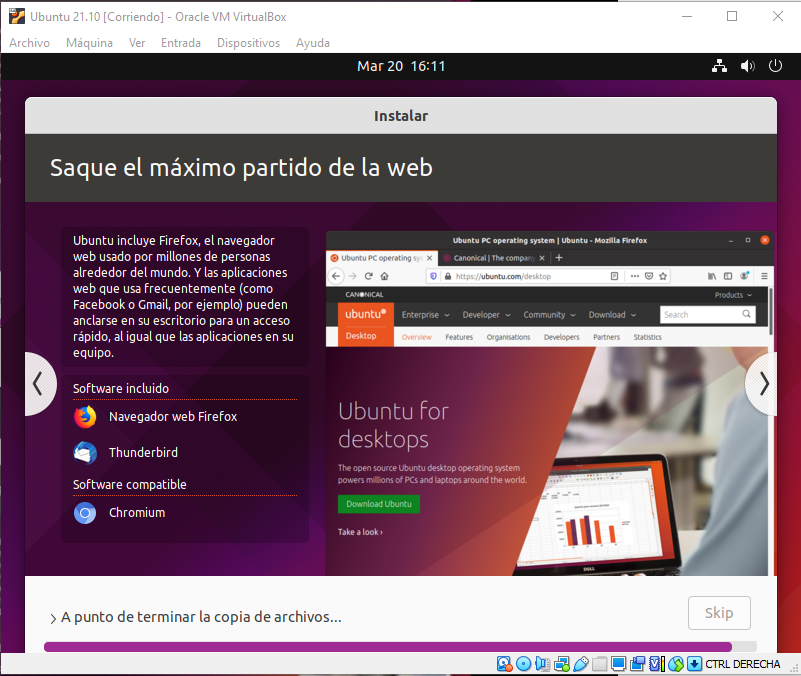 Ubuntu 21.10 [Corriendo] - Oracle VM VirtualBox
Archivo Máquina Ver Entrada Dispositivos Ayuda
Mar 20 16:11
Instalar
Saque el máximo partido de la web
Ubuntu incluye Firefox, el navegador
web usado por millones de personas
alrededor del mundo. Y las aplicaciones
web que usa frecuentemente (como
Facebook o Gmail, por ejemplo) pueden
anclarse en su escritorio para un acceso
rápido, al igual que las aplicaciones en su
equipo.
Software incluido
Navegador web Firefox
Thunderbird
Software compatible
Chromium
Ubuntu PC operating system | Ubuntu - Mozilla Firefox
Ubuntu PC operating sy Canonical | The company
https://ubuntu.com/desktop
CANONICAL Products
ubuntu Enterprise Developer Community Download Search
Desktop Overview Features Organisations Developers Partners Statistics
Ubuntu for
desktops
The open source Ubuntu desktop operating system
powers millions of PCs and laptops around the world.
Download Ubuntu
Take a look ›
DELL
A punto de terminar la copia de archivos...
Skip
CTRL DERECHA